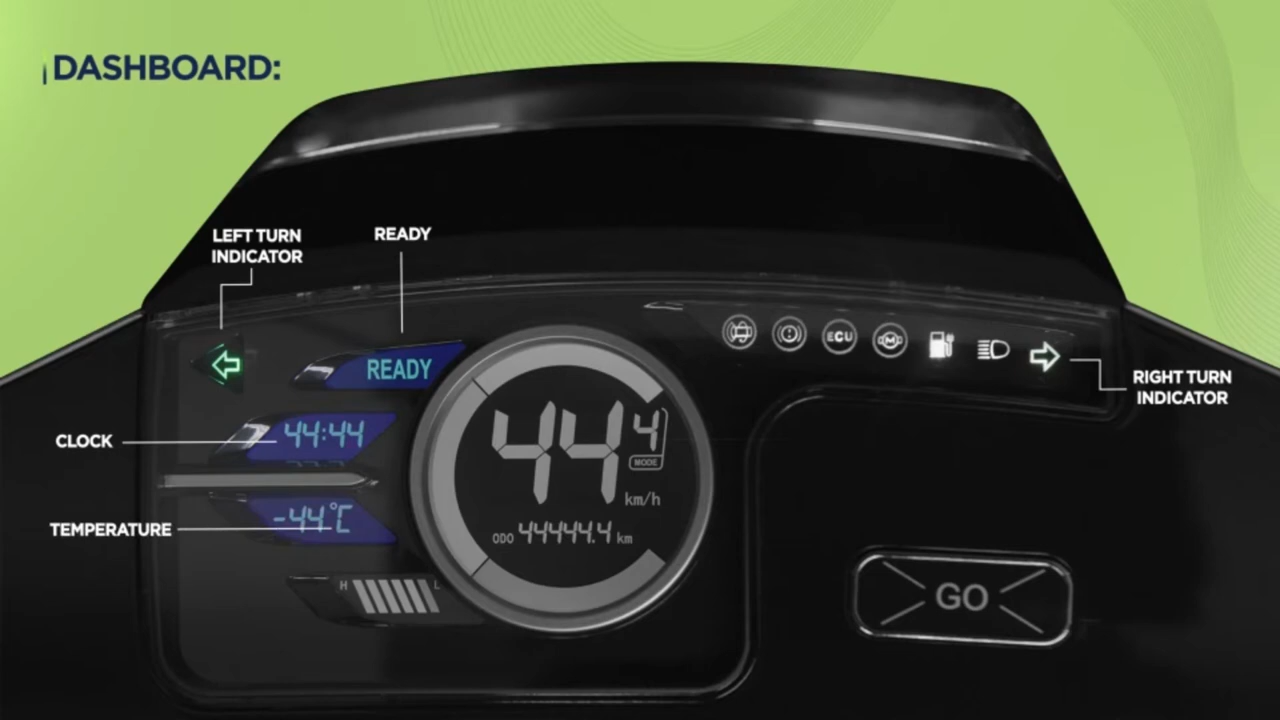 DASHBOARD:
LEFT TURN
INDICATOR
READY
READY
ECU
M
RIGHT TURN
INDICATOR
CLOCK
44:44
44
4
MODE
km/h
TEMPERATURE
-44°C
ODO 44444.4 km
H L
GO